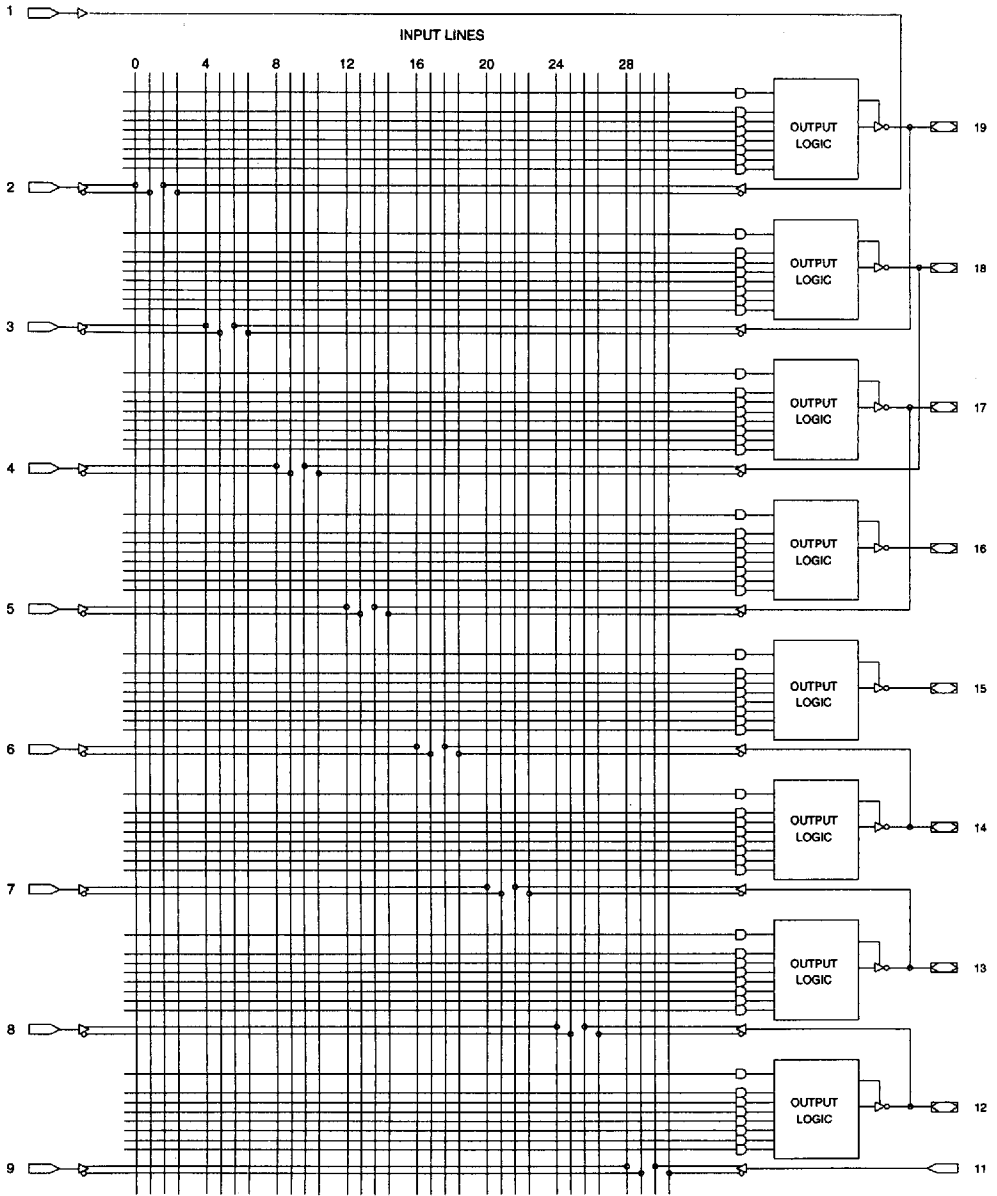 1
INPUT LINES
0 4 8 12 16 20 24 28
OUTPUT
LOGIC
19
2
OUTPUT
LOGIC
18
3
OUTPUT
LOGIC
17
4
OUTPUT
LOGIC
16
5
OUTPUT
LOGIC
15
6
OUTPUT
LOGIC
14
7
OUTPUT
LOGIC
13
8
OUTPUT
LOGIC
12
9
11